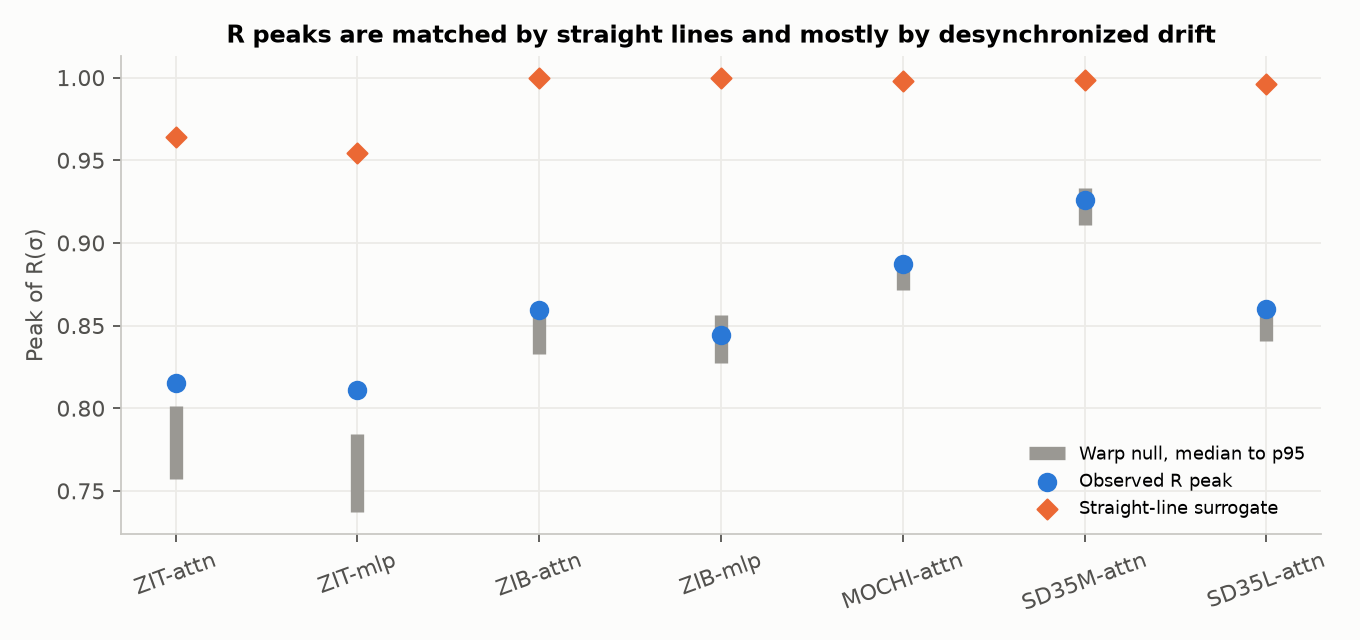 R peaks are matched by straight lines and mostly by desynchronized drift
Peak of R(σ)
1.00
0.95
0.90
0.85
0.80
0.75
Warp null, median to p95
Observed R peak
Straight-line surrogate
ZIT-attn
ZIT-mlp
ZIB-attn
ZIB-mlp
MOCHI-attn
SD35M-attn
SD35L-attn